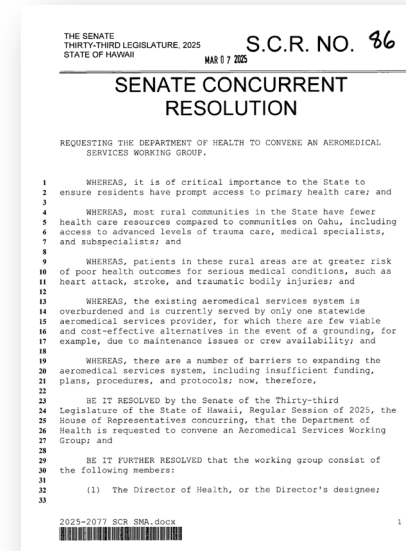 THE SENATE
THIRTY-THIRD LEGISLATURE, 2025
STATE OF HAWAII
S.C.R. NO. 86
MAR 07 2025
SENATE CONCURRENT
RESOLUTION
REQUESTING THE DEPARTMENT OF HEALTH TO CONVENE AN AEROMEDICAL
SERVICES WORKING GROUP.
1 WHEREAS, it is of critical importance to the State to
2 ensure residents have prompt access to primary health care; and
3
4 WHEREAS, most rural communities in the State have fewer
5 health care resources compared to communities on Oahu, including
6 access to advanced levels of trauma care, medical specialists,
7 and subspecialists; and
8
9 WHEREAS, patients in these rural areas are at greater risk
10 of poor health outcomes for serious medical conditions, such as
11 heart attack, stroke, and traumatic bodily injuries; and
12
13 WHEREAS, the existing aeromedical services system is
14 overburdened and is currently served by only one statewide
15 aeromedical services provider, for which there are few viable
16 and cost-effective alternatives in the event of a grounding, for
17 example, due to maintenance issues or crew availability; and
18
19 WHEREAS, there are a number of barriers to expanding the
20 aeromedical services system, including insufficient funding,
21 plans, procedures, and protocols; now, therefore,
22
23 BE IT RESOLVED by the Senate of the Thirty-third
24 Legislature of the State of Hawaii, Regular Session of 2025, the
25 House of Representatives concurring, that the Department of
26 Health is requested to convene an Aeromedical Services Working
27 Group; and
28
29 BE IT FURTHER RESOLVED that the working group consist of
30 the following members:
31
32 (1) The Director of Health, or the Director's designee;
33
2025-2077 SCR SMA.docx
1